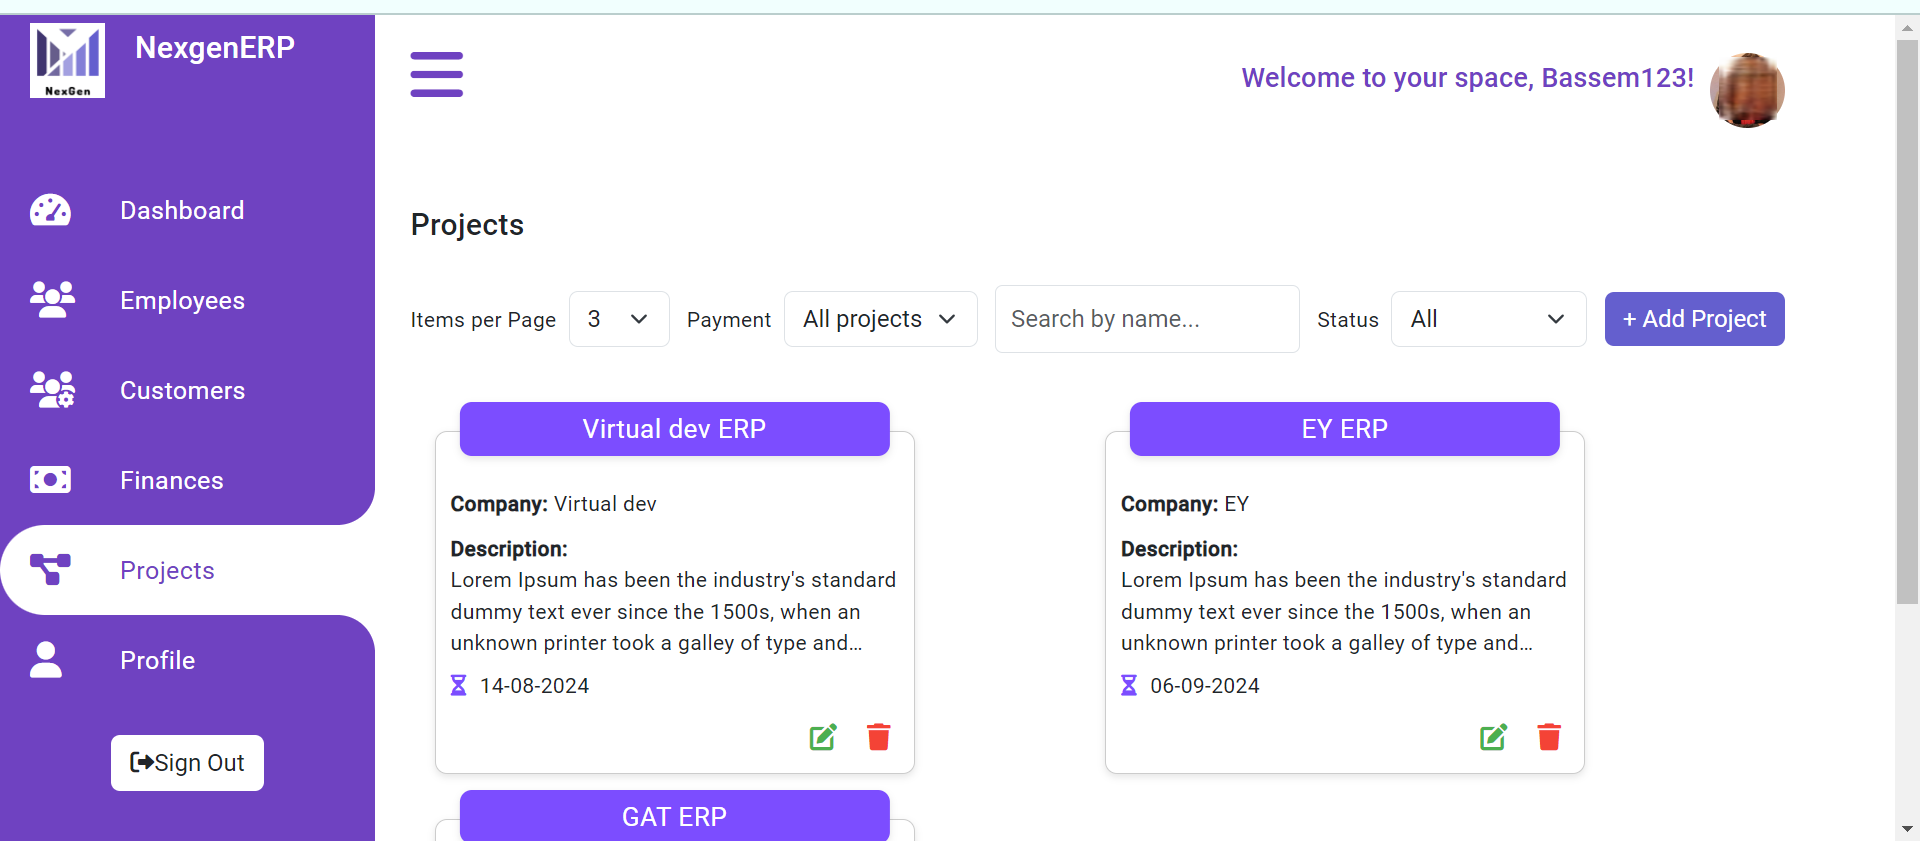 NexGen
NexgenERP
Welcome to your space, Bassem123!
Dashboard
Employees
Customers
Finances
Projects
Profile
Sign Out
Projects
Items per Page 3 Payment All projects Search by name... Status All + Add Project
Virtual dev ERP
Company: Virtual dev
Description:
Lorem Ipsum has been the industry's standard
dummy text ever since the 1500s, when an
unknown printer took a galley of type and...
14-08-2024
EY ERP
Company: EY
Description:
Lorem Ipsum has been the industry's standard
dummy text ever since the 1500s, when an
unknown printer took a galley of type and...
06-09-2024
GAT ERP